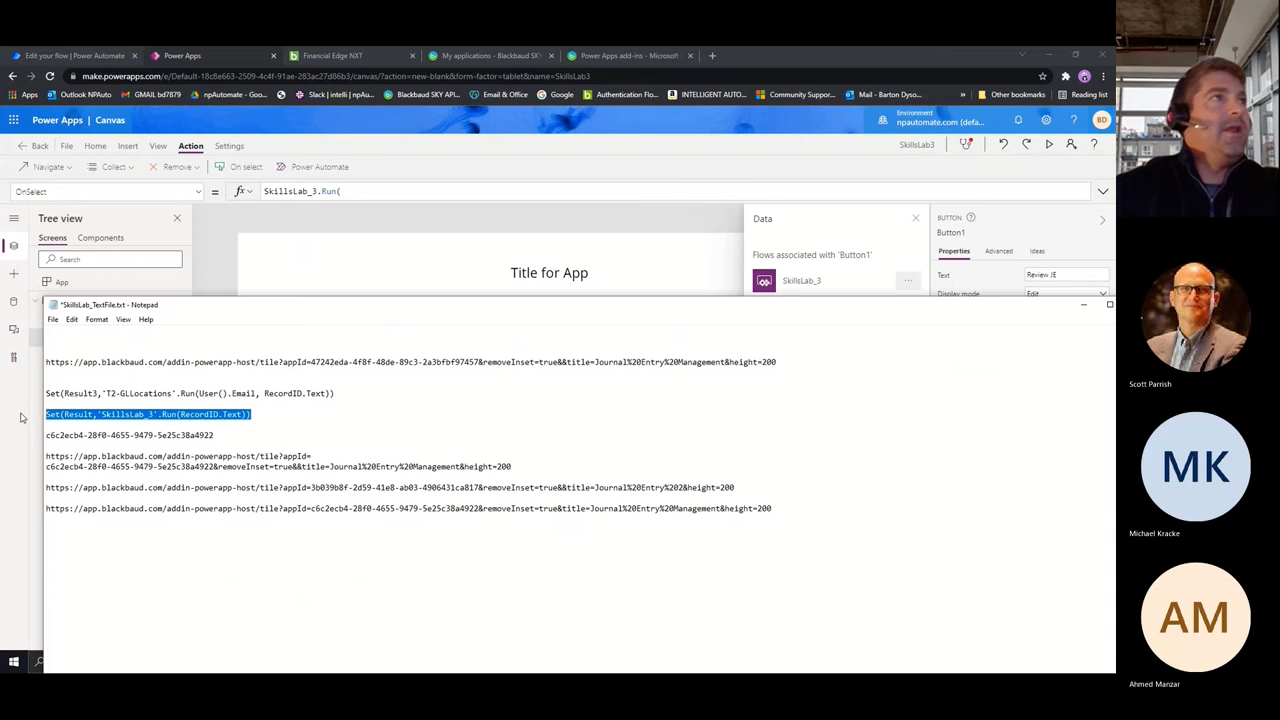 Edit your flow | Power Automate
Power Apps
Financial Edge NXT
My applications - Blackbaud SKY
Power Apps add-ins - Microsoft
make.powerapps.com/e/Default-18c8e663-2509-4c4f-91ae-283ac27d86b3/canvas/?action=new-blank&form-factor=tablet&name=SkillsLab3
Apps
Outlook NPAuto
GMAIL bd7879
npAutomate - Googl...
Slack | intelli | npAu...
Blackbaud SKY API...
Email & Office
Google
Authentication Flow...
INTELLIGENT AUTO...
Community Suppor...
Mail - Barton Dyso...
Other bookmarks
Reading list
Power Apps | Canvas
Environment
npautomate.com (defa...
BD
Back
File
Home
Insert
View
Action
Settings
SkillsLab3
Navigate
Collect
Remove
On select
Power Automate
OnSelect
=
fx
SkillsLab_3.Run(
Tree view
Screens
Components
Search
App
Title for App
Data
Flows associated with 'Button1'
SkillsLab_3
BUTTON
Button1
Properties
Advanced
Ideas
Text
Review JE
Display mode
Edit
*SkillsLab_TextFile.txt - Notepad
File Edit Format View Help
https://app.blackbaud.com/addin-powerapp-host/tile?appId=47242eda-4f8f-48de-89c3-2a3bfbf97457&removeInset=true&&title=Journal%20Entry%20Management&height=200
Set(Result3,'T2-GLLocations'.Run(User().Email, RecordID.Text))
Set(Result,'SkillsLab_3'.Run(RecordID.Text))
c6c2ecb4-28f0-4655-9479-5e25c38a4922
https://app.blackbaud.com/addin-powerapp-host/tile?appId=
c6c2ecb4-28f0-4655-9479-5e25c38a4922&removeInset=true&&title=Journal%20Entry%20Management&height=200
https://app.blackbaud.com/addin-powerapp-host/tile?appId=3b039b8f-2d59-41e8-ab03-4906431ca817&removeInset=true&&title=Journal%20Entry%202&height=200
https://app.blackbaud.com/addin-powerapp-host/tile?appId=c6c2ecb4-28f0-4655-9479-5e25c38a4922&removeInset=true&title=Journal%20Entry%20Management&height=200
Scott Parrish
MK
Michael Kracke
AM
Ahmed Manzar